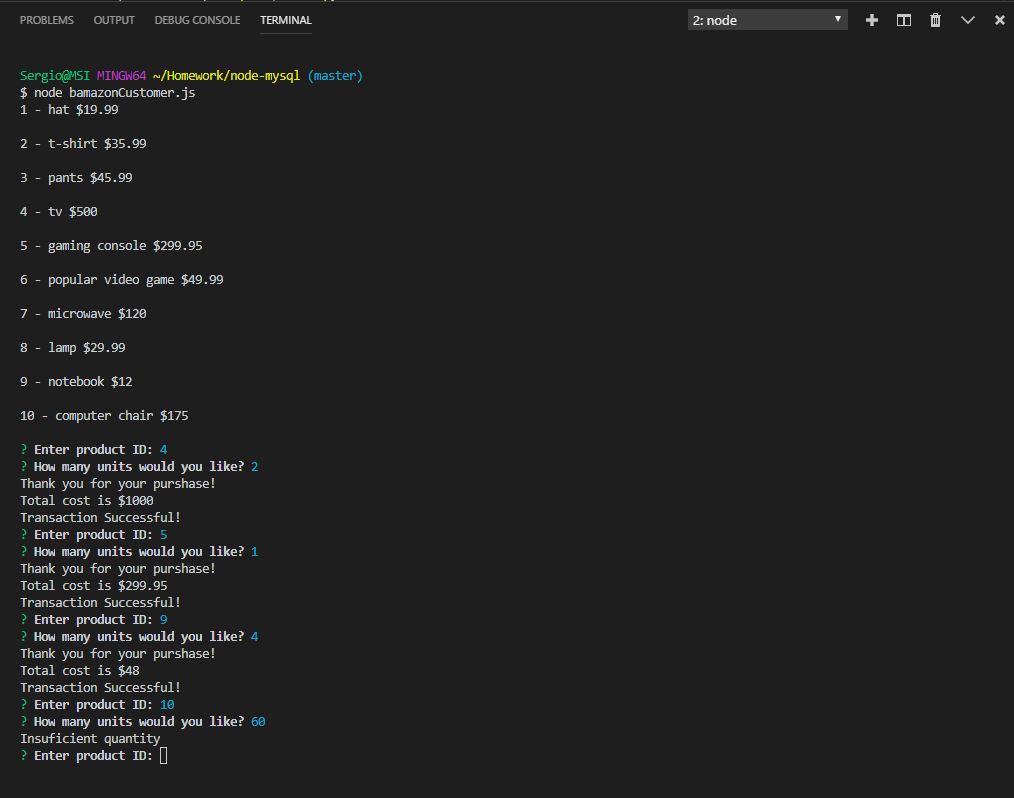 PROBLEMS OUTPUT DEBUG CONSOLE TERMINAL 2: node
Sergio@MSI MINGW64 ~/Homework/node-mysql (master)
$ node bamazonCustomer.js
1 - hat $19.99
2 - t-shirt $35.99
3 - pants $45.99
4 - tv $500
5 - gaming console $299.95
6 - popular video game $49.99
7 - microwave $120
8 - lamp $29.99
9 - notebook $12
10 - computer chair $175
? Enter product ID: 4
? How many units would you like? 2
Thank you for your purshase!
Total cost is $1000
Transaction Successful!
? Enter product ID: 5
? How many units would you like? 1
Thank you for your purshase!
Total cost is $299.95
Transaction Successful!
? Enter product ID: 9
? How many units would you like? 4
Thank you for your purshase!
Total cost is $48
Transaction Successful!
? Enter product ID: 10
? How many units would you like? 60
Insuficient quantity
? Enter product ID: